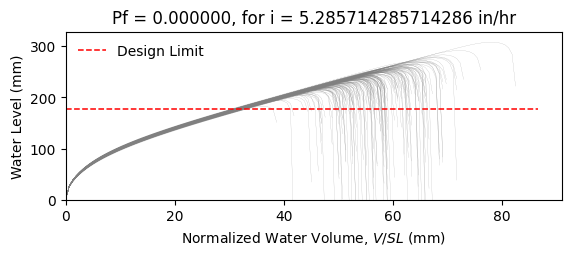 Pf = 0.000000, for i = 5.285714285714286 in/hr
Design Limit
Water Level (mm)
300
200
100
0
0 20 40 60 80
Normalized Water Volume, V/SL (mm)